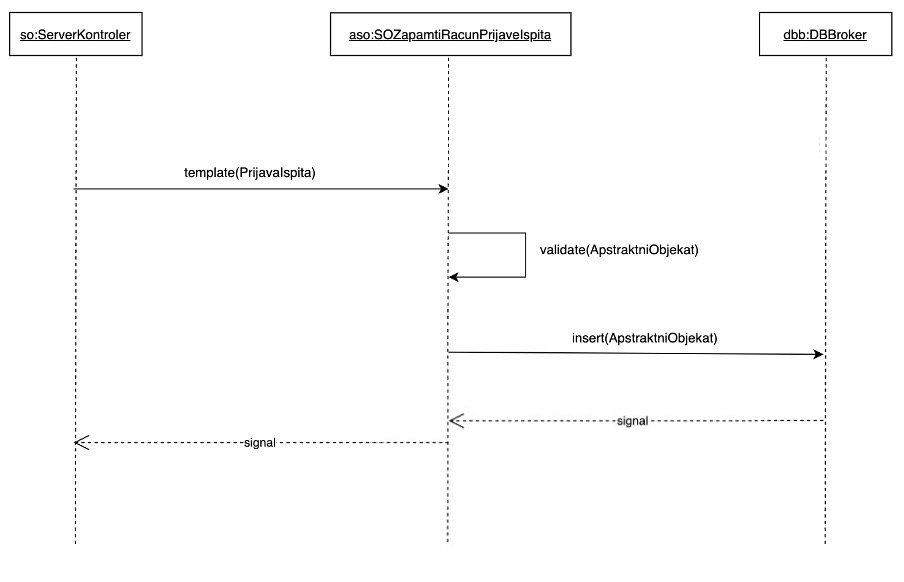 so:ServerKontroler
aso:SOZapamtiRacunPrijaveIspita
dbb:DBBroker
template(PrijavaIspita)
validate(ApstraktniObjekat)
insert(ApstraktniObjekat)
signal
signal